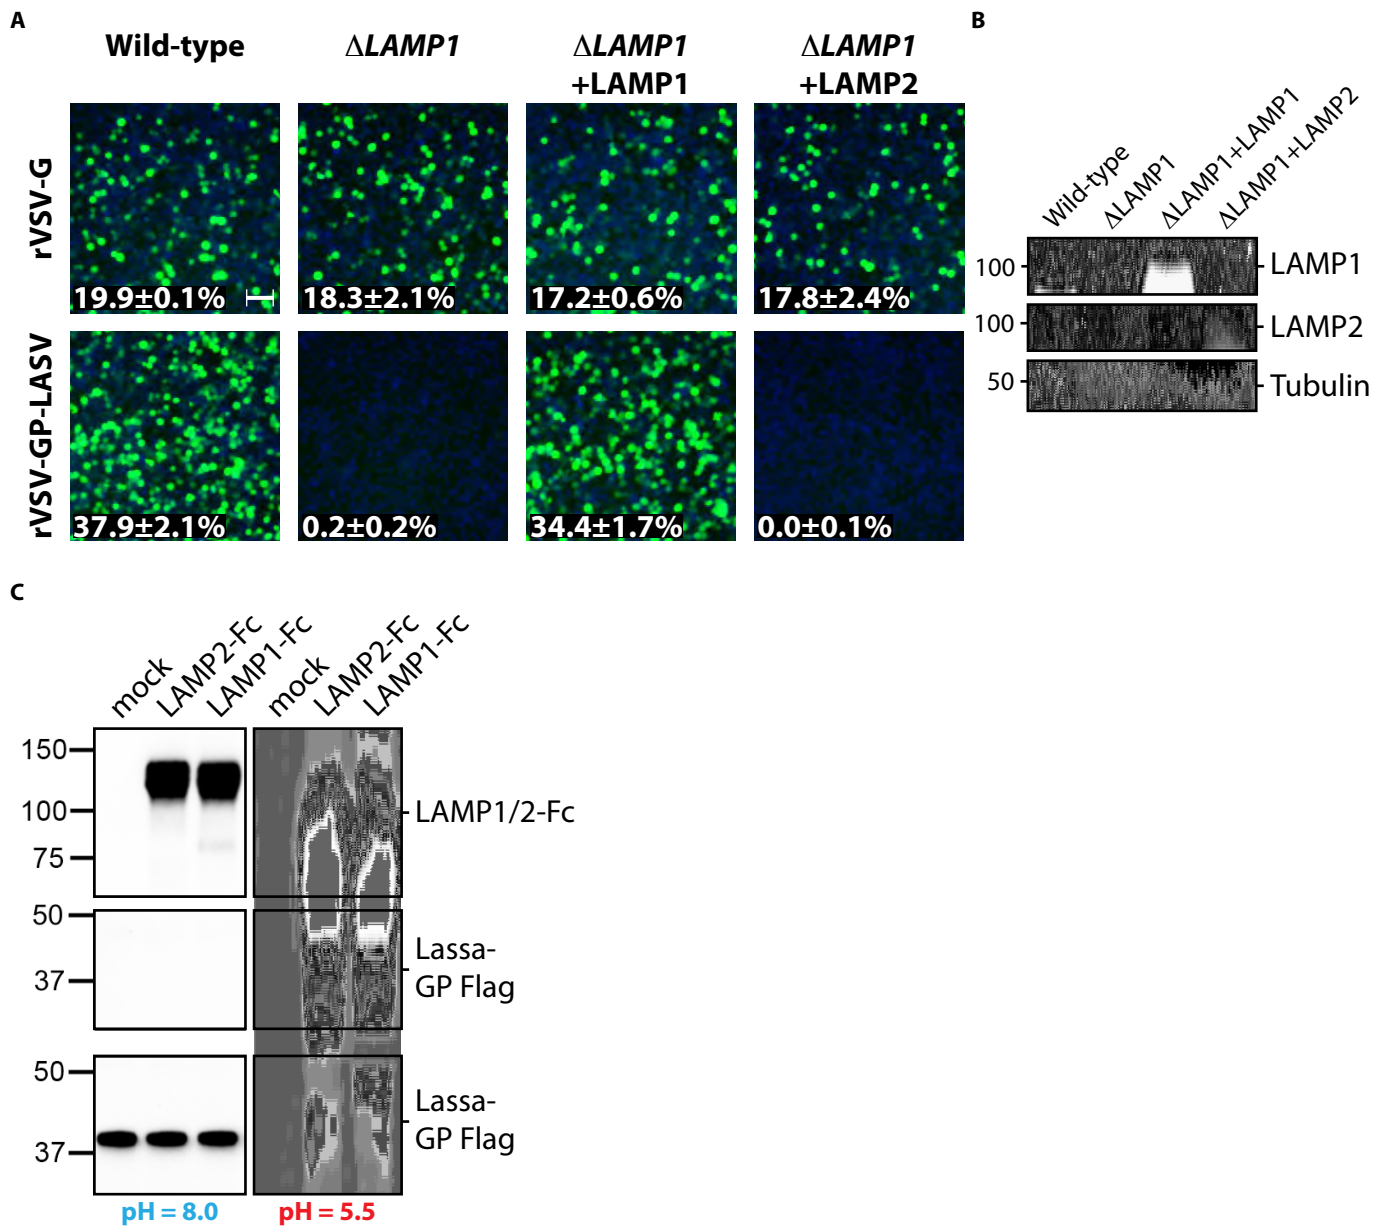 A
Wild-type
ΔLAMP1
ΔLAMP1
+LAMP1
ΔLAMP1
+LAMP2
rVSV-G
19.9±0.1%
18.3±2.1%
17.2±0.6%
17.8±2.4%
rVSV-GP-LASV
37.9±2.1%
0.2±0.2%
34.4±1.7%
0.0±0.1%
B
Wild-type
ΔLAMP1
ΔLAMP1+LAMP1
ΔLAMP1+LAMP2
100
LAMP1
100
LAMP2
50
Tubulin
C
mock
LAMP2-Fc
LAMP1-Fc
mock
LAMP2-Fc
LAMP1-Fc
150
100
75
LAMP1/2-Fc
50
37
Lassa-
GP Flag
50
37
Lassa-
GP Flag
pH = 8.0
pH = 5.5